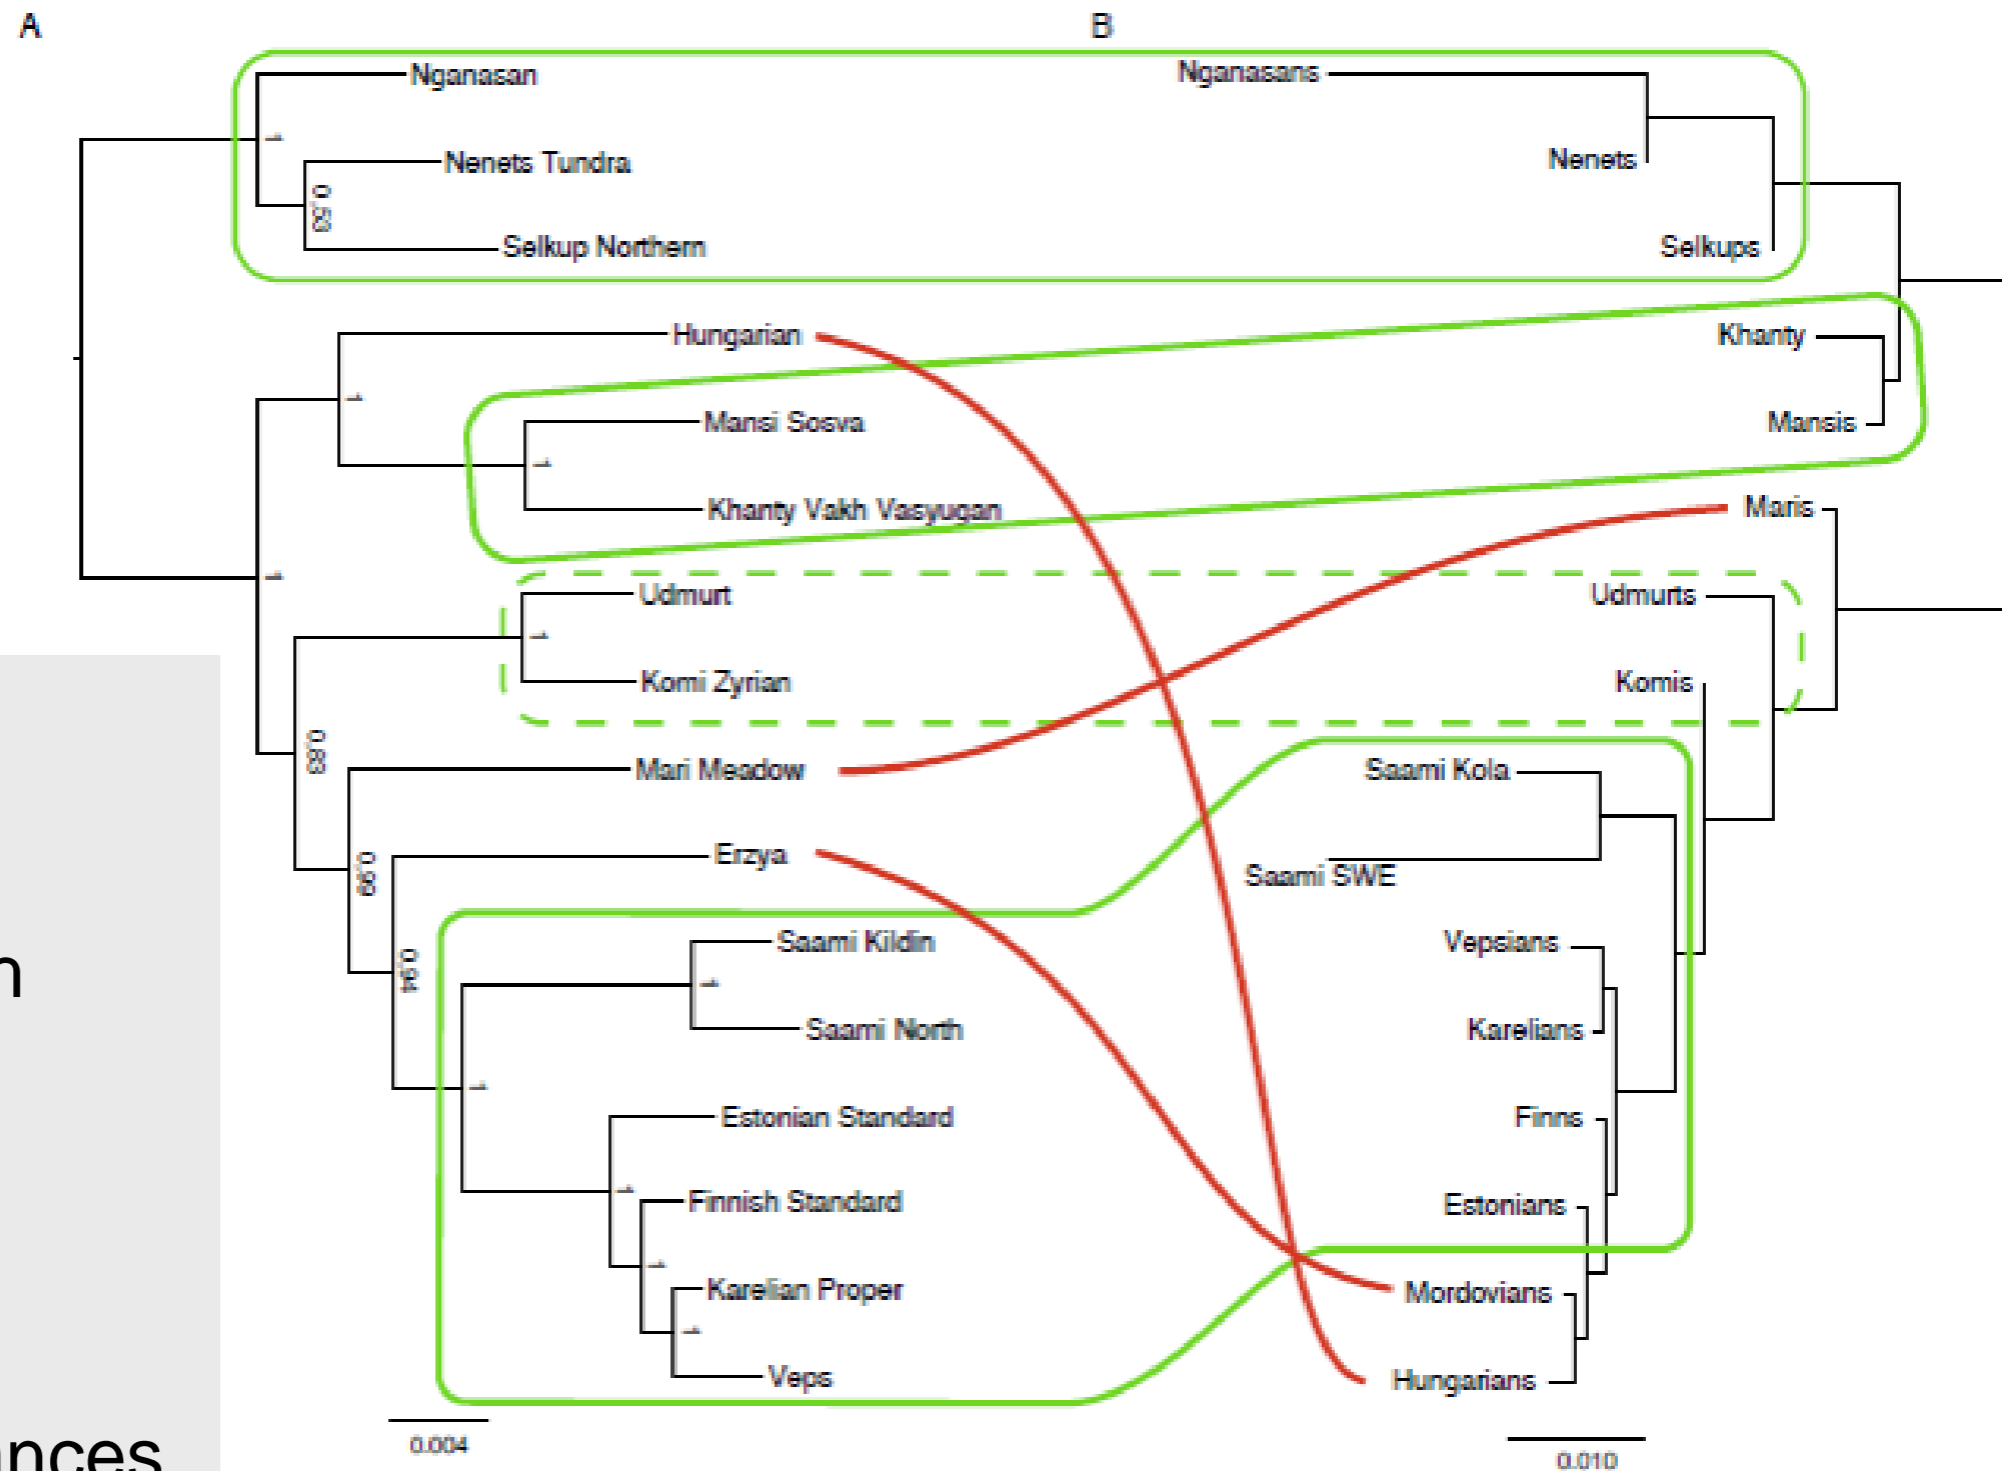 A
B
Nganasan
1
Nenets Tundra
0.53
Selkup Northern
Hungarian
1
Mansi Sosva
1
Khanty Vakh Vasyugan
1
Udmurt
1
Komi Zyrian
0.83
Mari Meadow
0.99
Erzya
0.94
Saami Kildin
1
Saami North
1
Estonian Standard
1
Finnish Standard
1
Karelian Proper
1
Veps
0.004
Nganasans
Nenets
Selkups
Khanty
Mansis
Maris
Udmurts
Komis
Saami Kola
Saami SWE
Vepsians
Karelians
Finns
Estonians
Mordovians
Hungarians
0.010
n
ances